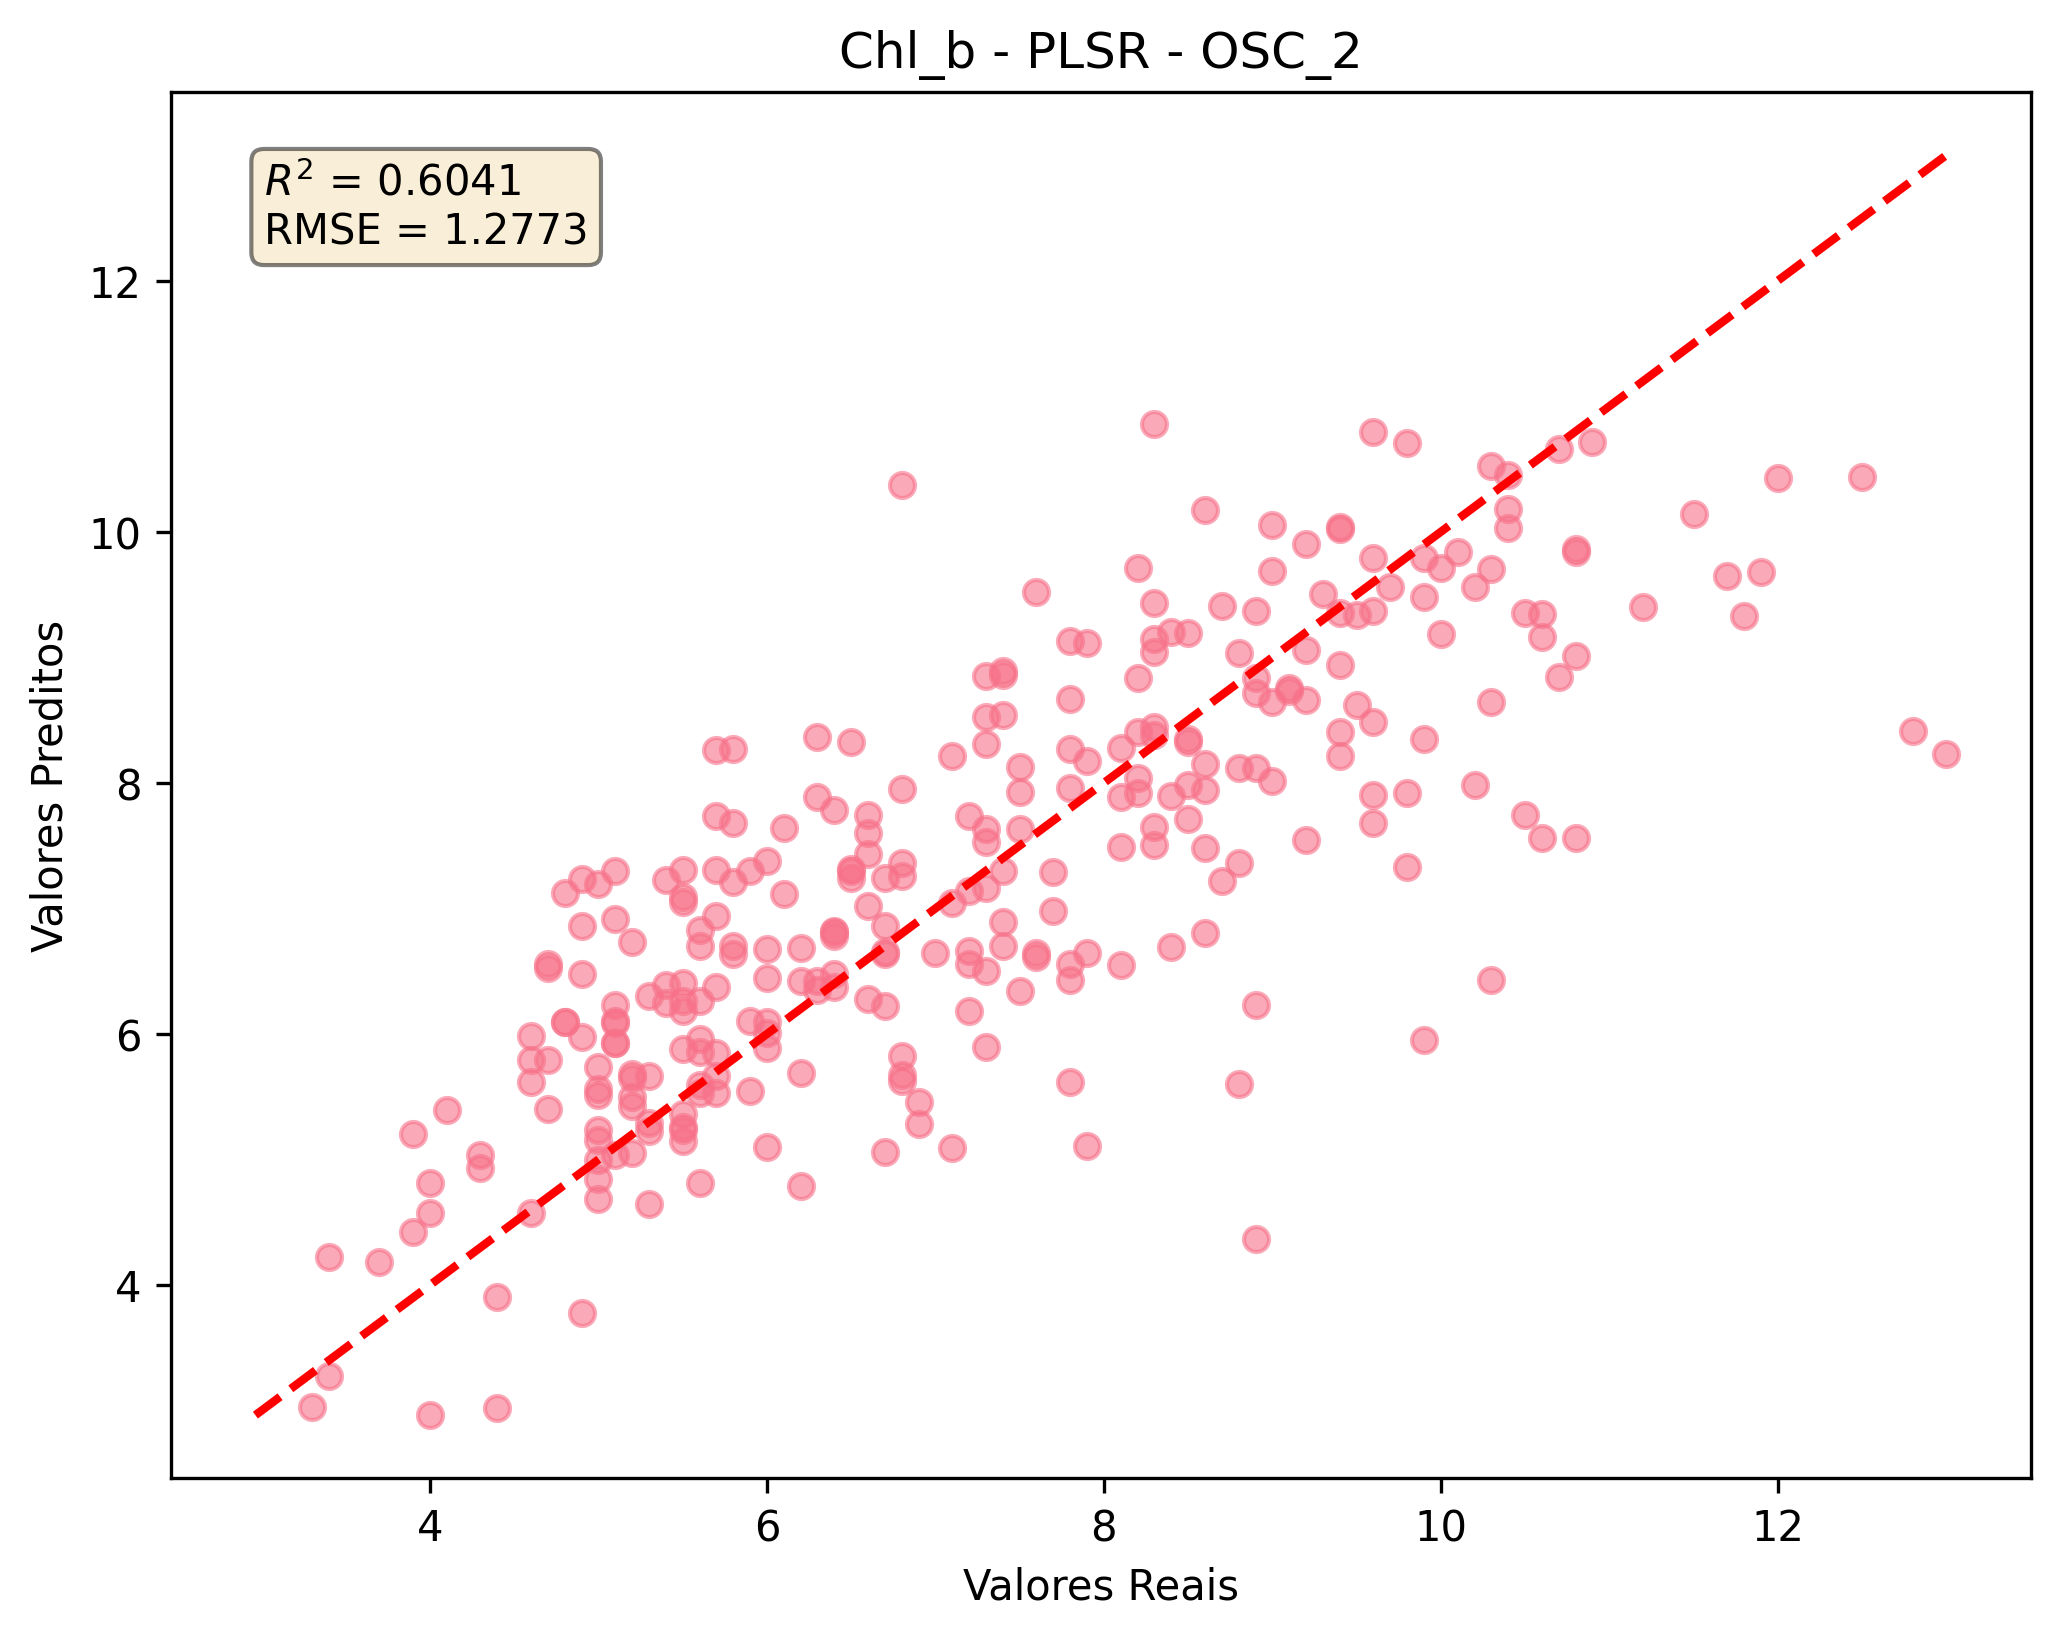 Chl_b - PLSR - OSC_2
R² = 0.6041
RMSE = 1.2773
Valores Preditos
12
10
8
6
4
4 6 8 10 12
Valores Reais